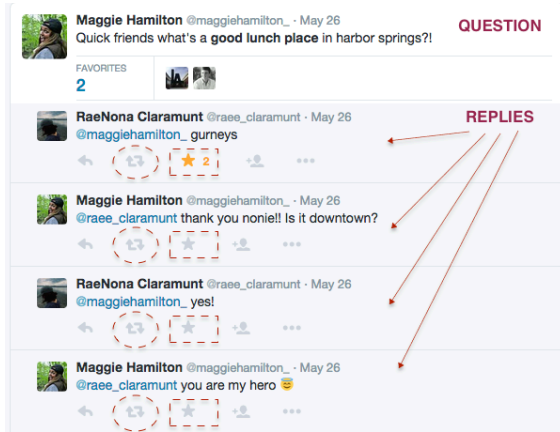 Maggie Hamilton @maggiehamilton_ · May 26
Quick friends what's a good lunch place in harbor springs?!
QUESTION
FAVORITES
2
RaeNona Claramunt @raee_claramunt · May 26
REPLIES
@maggiehamilton_ gurneys
2
Maggie Hamilton @maggiehamilton_ · May 26
@raee_claramunt thank you nonie!! Is it downtown?
RaeNona Claramunt @raee_claramunt · May 26
@maggiehamilton_ yes!
Maggie Hamilton @maggiehamilton_ · May 26
@raee_claramunt you are my hero 😇